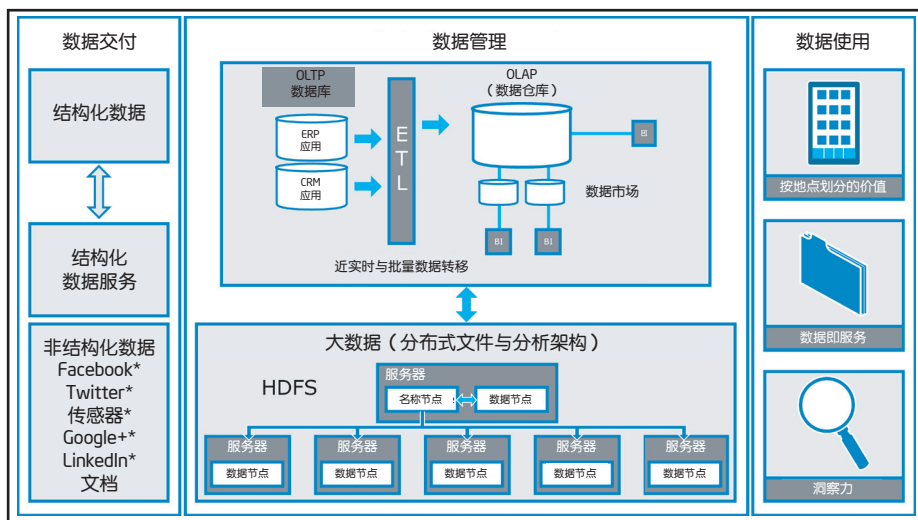 数据交付
结构化数据
结构化
数据服务
非结构化数据
Facebook*
Twitter*
传感器*
Google+*
LinkedIn*
文档
数据管理
OLTP
数据库
ERP
应用
CRM
应用
E
T
L
OLAP
(数据仓库)
BI
数据市场
BI
BI
近实时与批量数据转移
大数据(分布式文件与分析架构)
HDFS
服务器
名称节点
数据节点
服务器
数据节点
服务器
数据节点
服务器
数据节点
服务器
数据节点
服务器
数据节点
数据使用
按地点划分的价值
数据即服务
洞察力